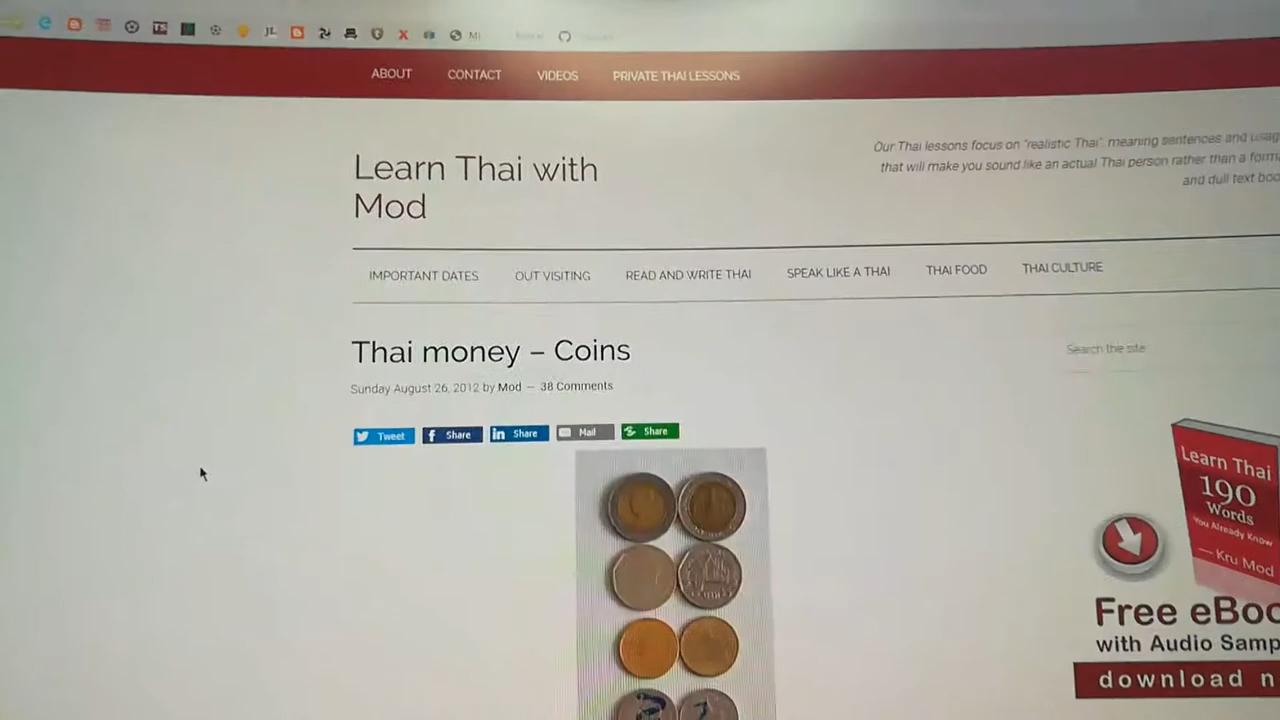 ABOUT CONTACT VIDEOS PRIVATE THAI LESSONS
Learn Thai with
Mod
Our Thai lessons focus on "realistic Thai", meaning sentences and
that will make you sound like an actual Thai person rather than a
and dull text
IMPORTANT DATES OUT VISITING READ AND WRITE THAI SPEAK LIKE A THAI THAI FOOD THAI CULTURE
Thai money – Coins
Sunday August 26, 2012 by Mod — 38 Comments
Search the site
Tweet Share Share Mail Share
Learn Thai
190
Words
You Already Know
— Kru Mod
Free
with Audio
download